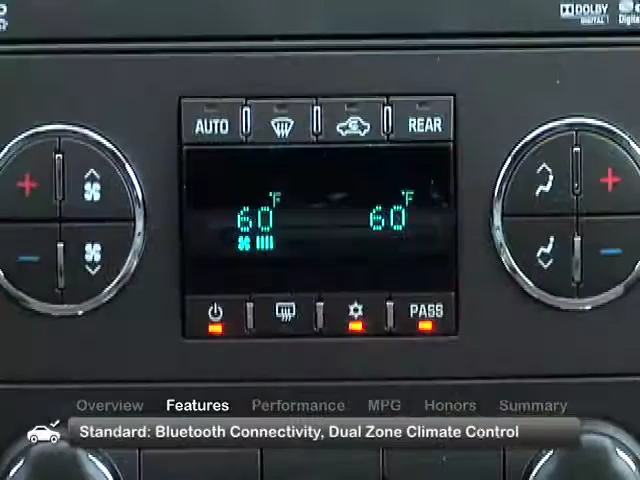 DOLBY
DIGITAL
AUTO
REAR
60°F 60°F
PASS
Overview Features Performance MPG Honors Summary
Standard: Bluetooth Connectivity, Dual Zone Climate Control